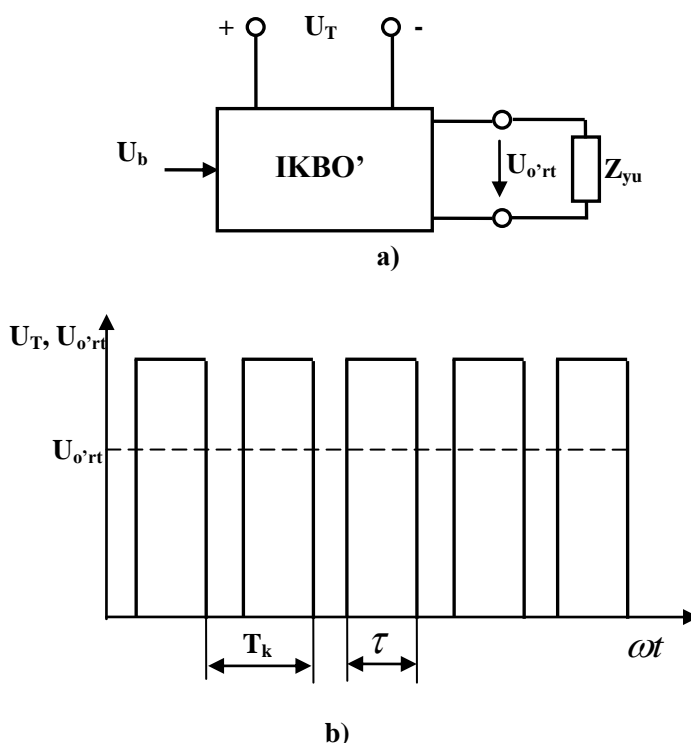 + U_T -
U_b
IKBO’
U_o’rt
Z_yu
a)
U_T, U_o’rt
U_o’rt
T_k
τ
ωt
b)